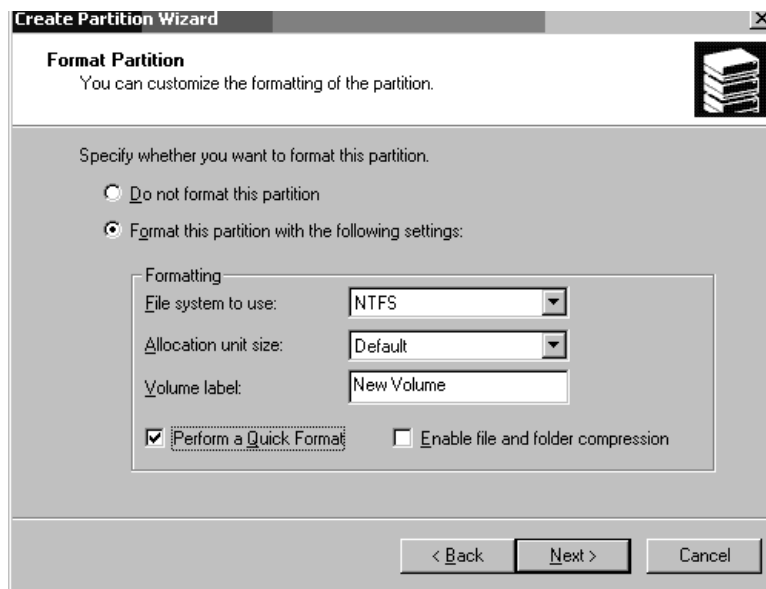 Create Partition Wizard
Format Partition
You can customize the formatting of the partition.
Specify whether you want to format this partition.
Do not format this partition
Format this partition with the following settings:
Formatting
File system to use: NTFS
Allocation unit size: Default
Volume label: New Volume
Perform a Quick Format Enable file and folder compression
< Back Next > Cancel